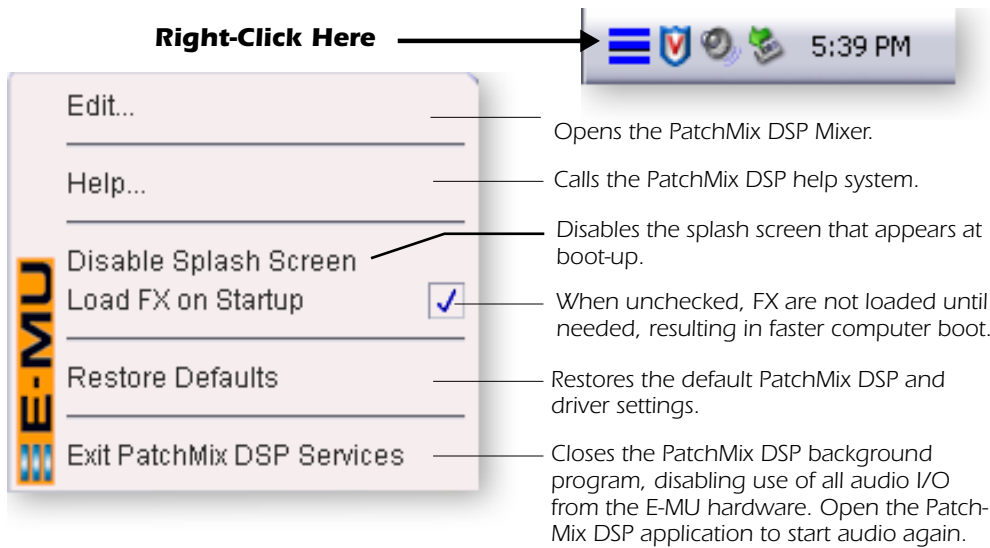 Right-Click Here
V
5:39 PM
Edit...
Opens the PatchMix DSP Mixer.
Help...
Calls the PatchMix DSP help system.
Disable Splash Screen
Disables the splash screen that appears at
boot-up.
Load FX on Startup
When unchecked, FX are not loaded until
needed, resulting in faster computer boot.
Restore Defaults
Restores the default PatchMix DSP and
driver settings.
Exit PatchMix DSP Services
Closes the PatchMix DSP background
program, disabling use of all audio I/O
from the E-MU hardware. Open the Patch-
Mix DSP application to start audio again.
E-MU